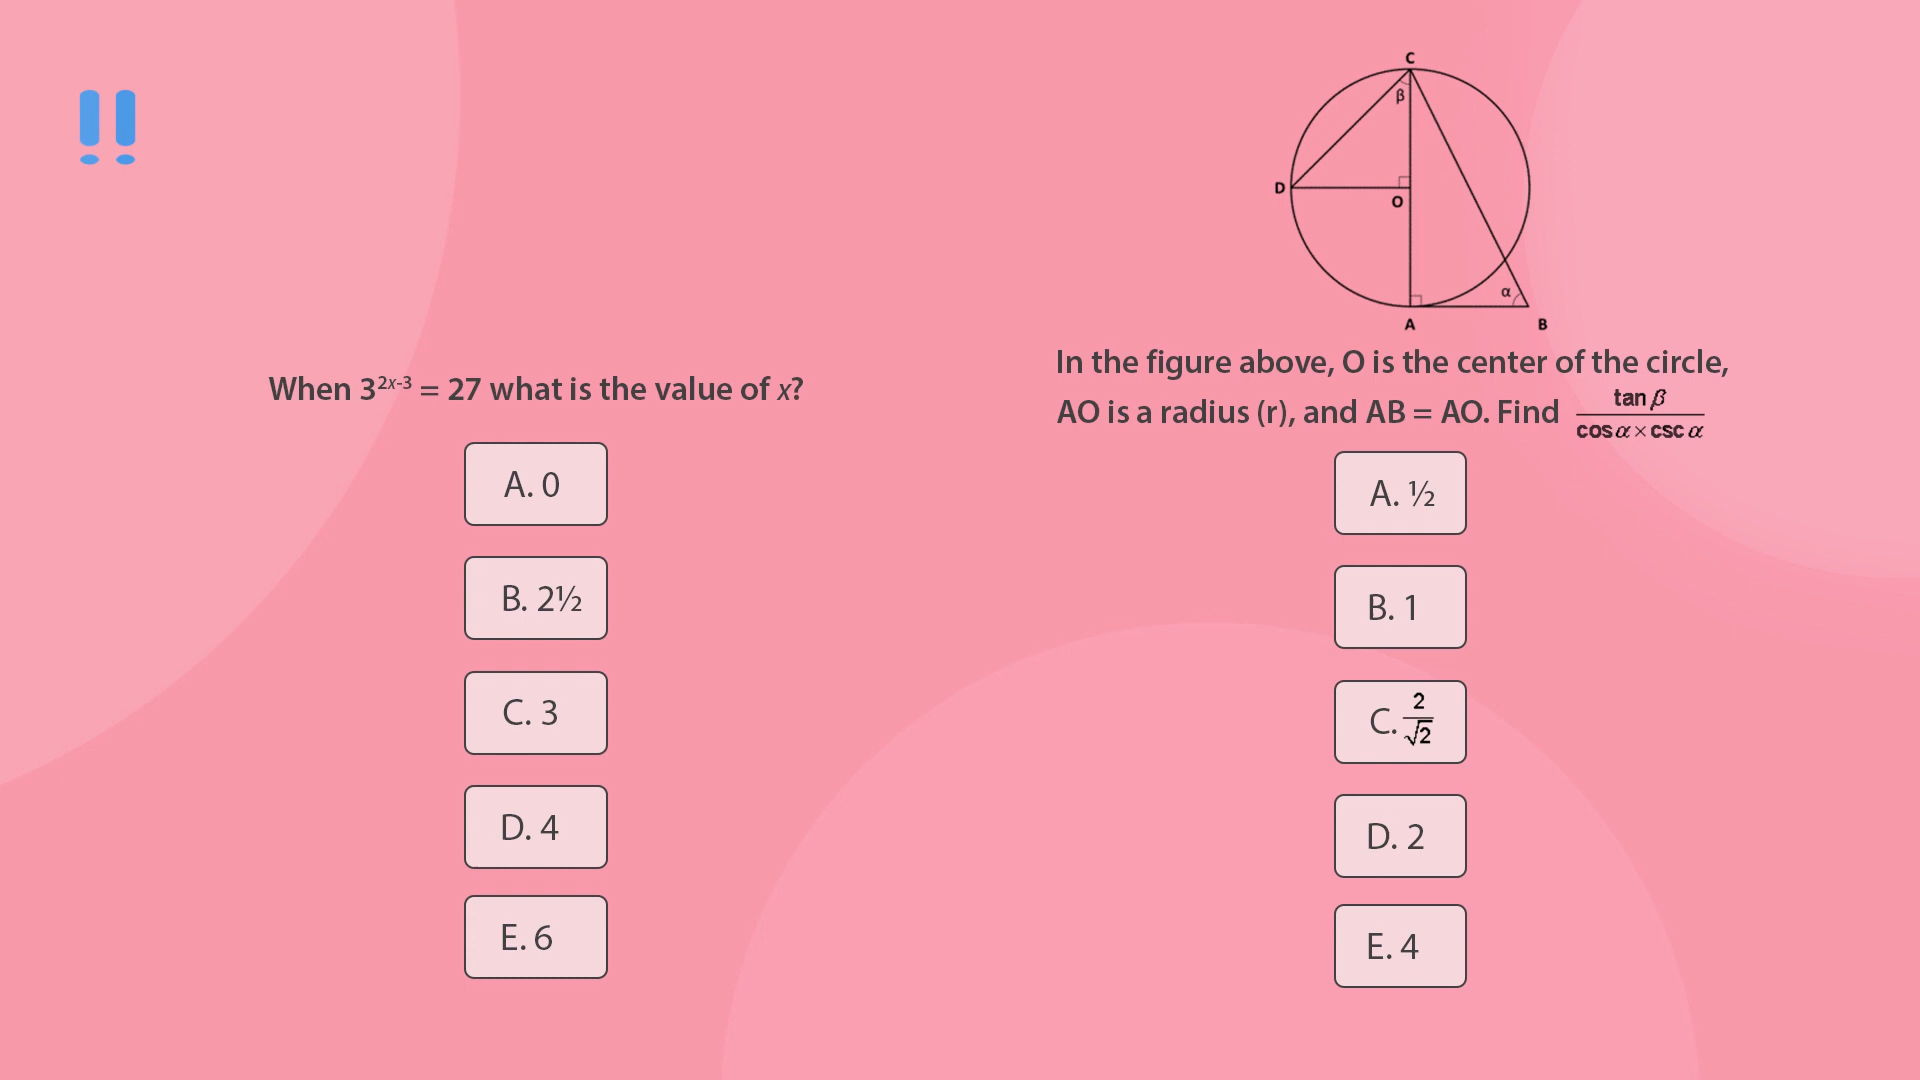 !!
When 3²ˣ⁻³ = 27 what is the value of x?
A. 0
B. 2½
C. 3
D. 4
E. 6
C
β
D
O
α
A
B
In the figure above, O is the center of the circle,
AO is a radius (r), and AB = AO. Find tan β / cos α × csc α
A. ½
B. 1
C. 2/√2
D. 2
E. 4